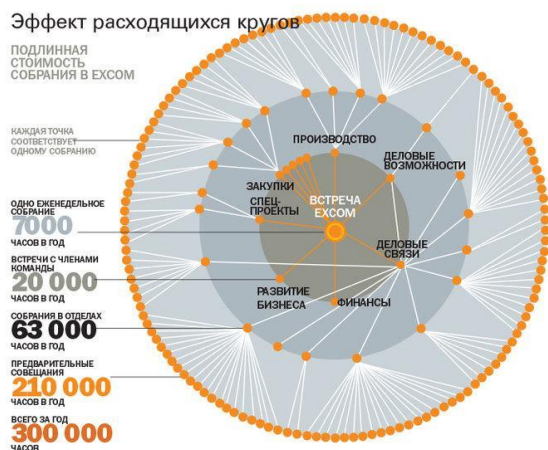 Эффект расходящихся кругов
ПОДЛИННАЯ
СТОИМОСТЬ
СОБРАНИЯ В EXCOM
КАЖДАЯ ТОЧКА
СООТВЕТСТВУЕТ
ОДНОМУ СОБРАНИЮ
ОДНО ЕЖЕНЕДЕЛЬНОЕ
СОБРАНИЕ
7000
ЧАСОВ В ГОД
ВСТРЕЧИ С ЧЛЕНАМИ
КОМАНДЫ
20 000
ЧАСОВ В ГОД
СОБРАНИЯ В ОТДЕЛАХ
63 000
ЧАСОВ В ГОД
ПРЕДВАРИТЕЛЬНЫЕ
СОВЕЩАНИЯ
210 000
ЧАСОВ В ГОД
ВСЕГО ЗА ГОД
300 000
ЧАСОВ
ПРОИЗВОДСТВО
ДЕЛОВЫЕ
ВОЗМОЖНОСТИ
ЗАКУПКИ
СПЕЦ-
ПРОЕКТЫ
ВСТРЕЧА
EXCOM
ДЕЛОВЫЕ
СВЯЗИ
РАЗВИТИЕ
БИЗНЕСА
ФИНАНСЫ